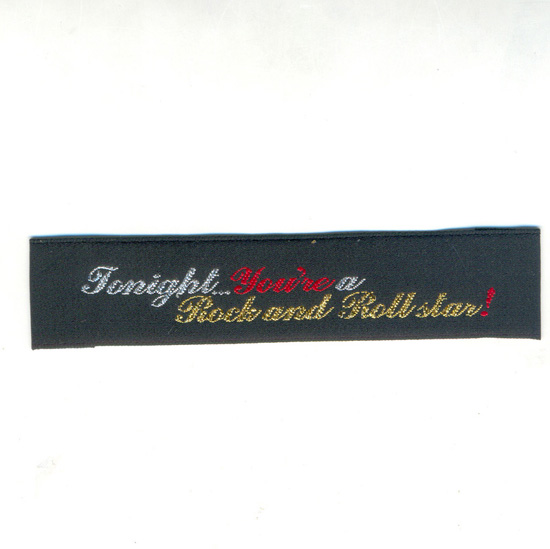 Tonight...You're a
Rock and Roll star!